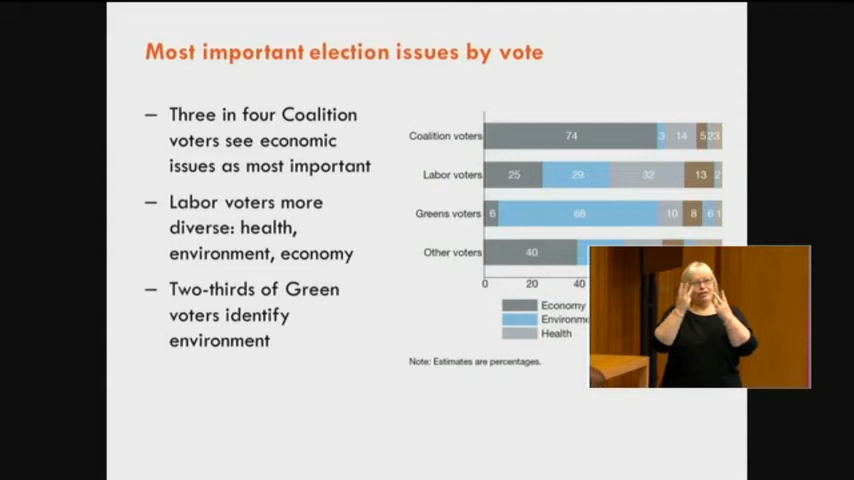 Most important election issues by vote
– Three in four Coalition
voters see economic
issues as most important
– Labor voters more
diverse: health,
environment, economy
– Two-thirds of Green
voters identify
environment
Coalition voters 74 3 14 5 2 3
Labor voters 25 29 32 13 2
Greens voters 6 68 10 8 6 1
Other voters 40
0 20 40
Economy
Environme
Health
Note: Estimates are percentages.